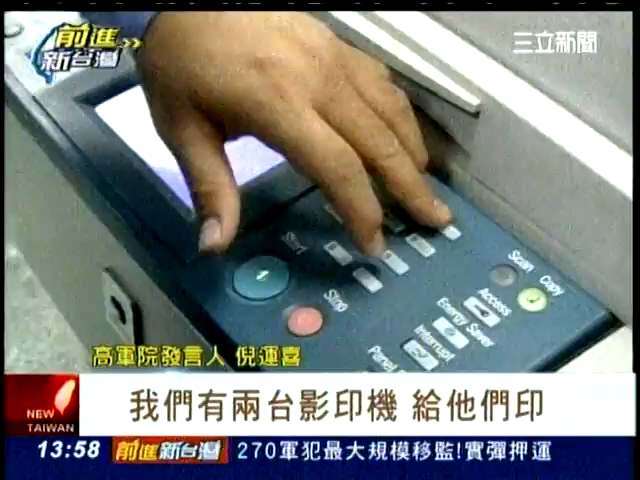 前進
新台灣
三立新聞
Start
Stop
Scan
Copy
Access
Energy Saver
Interrupt
Panel
高軍院發言人 倪運喜
我們有兩台影印機 給他們印
NEW
TAIWAN
13:58 前進新台灣 270軍犯最大規模移監!實彈押運